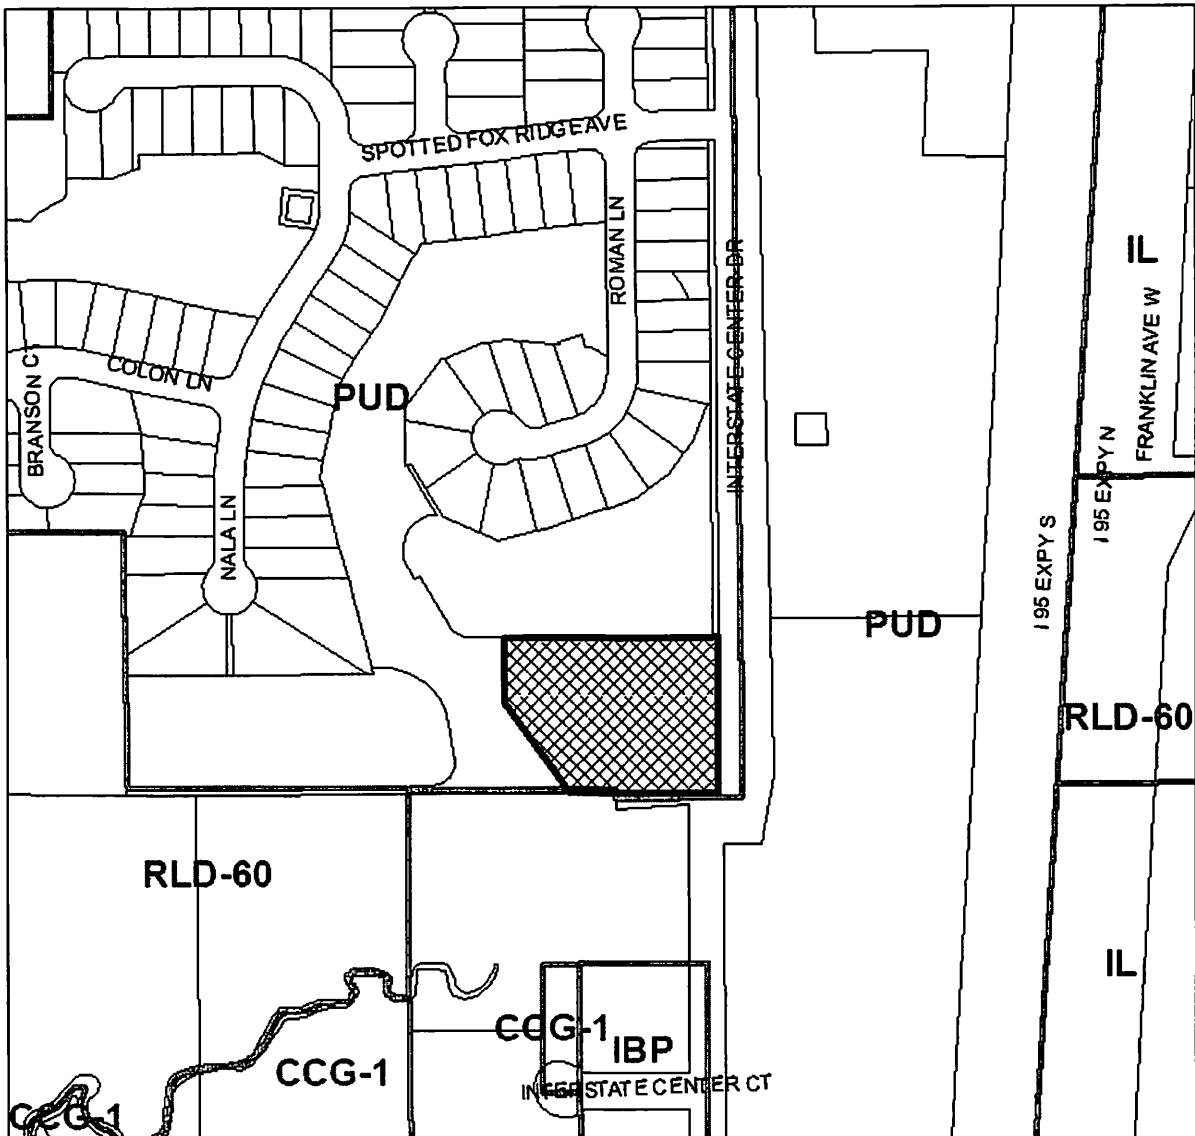 SPOTTED FOX RIDGE AVE
ROMAN LN
INTERSTATE CENTER DR
IL
FRANKLIN AVE W
BRANSON CT
COLON LN
PUD
NALA LN
I 95 EXPY N
I 95 EXPY S
PUD
RLD-60
RLD-60
IL
CCG-1
IBP
CCG-1
INTERSTATE CENTER CT
CCG-1